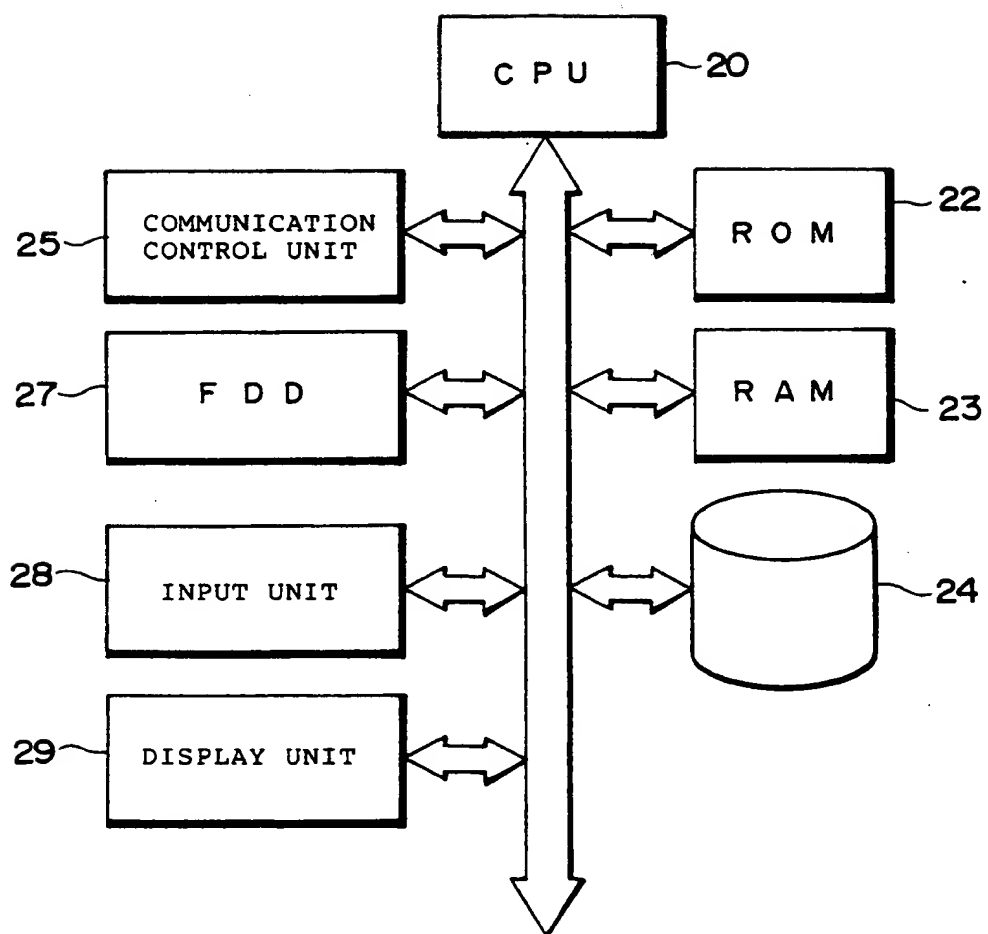 CPU
20
COMMUNICATION
CONTROL UNIT
25
ROM
22
FDD
27
RAM
23
INPUT UNIT
28
24
DISPLAY UNIT
29